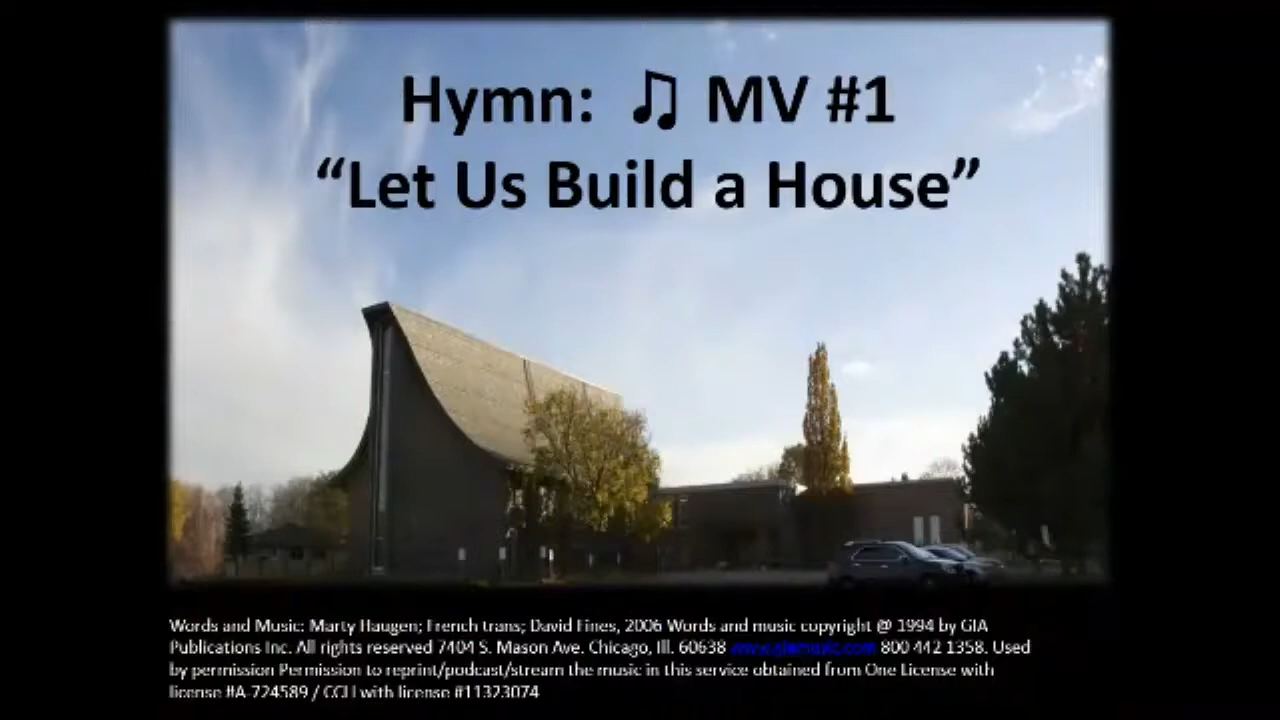 Hymn: ♫ MV #1
“Let Us Build a House”
Words and Music: Marty Haugen; French trans; David Fines, 2006 Words and music copyright @ 1994 by GIA
Publications Inc. All rights reserved 7404 S. Mason Ave. Chicago, Ill. 60638 www.giamusic.com 800 442 1358. Used
by permission Permission to reprint/podcast/stream the music in this service obtained from One License with
license #A-724589 / CCLI with license #11323074